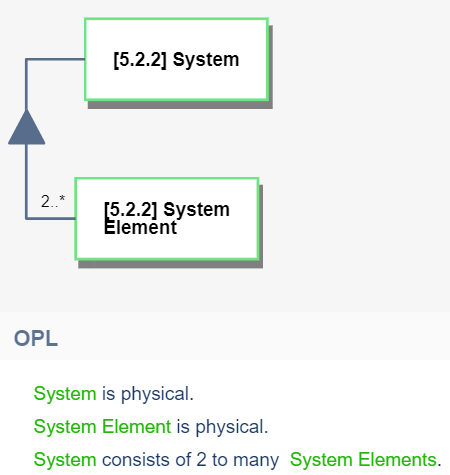 [5.2.2] System
2..*
[5.2.2] System
Element
OPL
System is physical.
System Element is physical.
System consists of 2 to many System Elements.